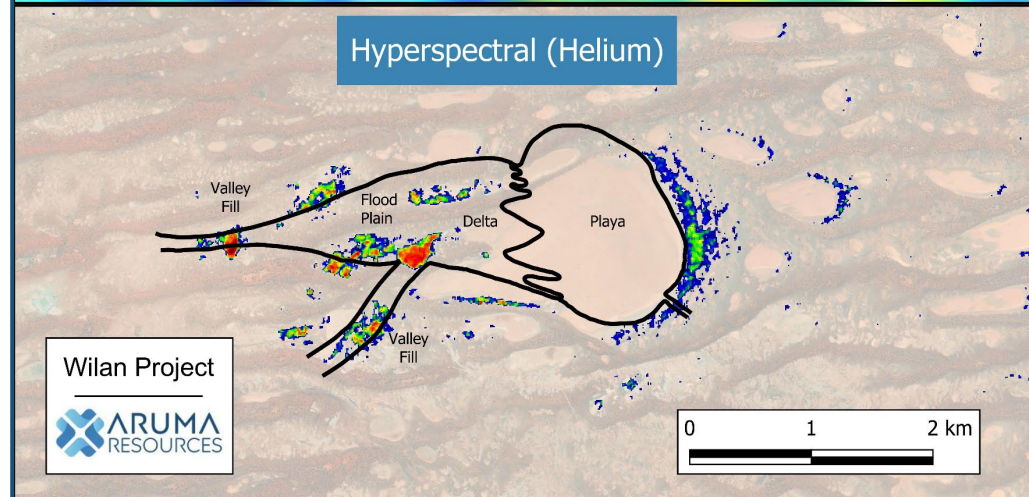 Hyperspectral (Helium)
Valley
Fill
Flood
Plain
Delta
Playa
Valley
Fill
Wilan Project
ARUMA
RESOURCES
0 1 2 km